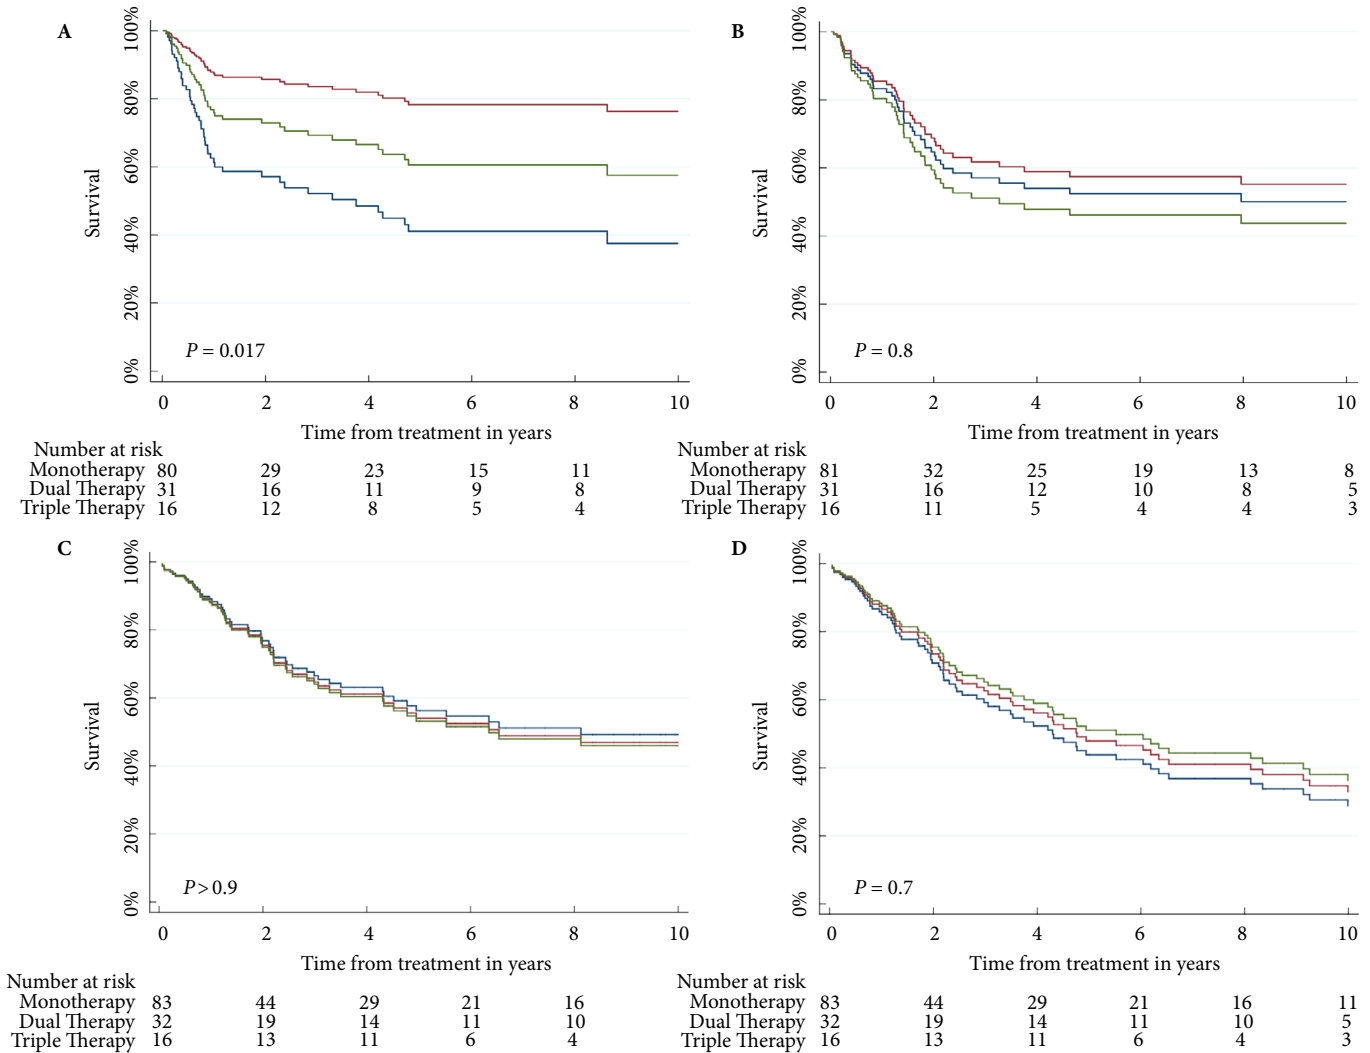 A
Survival
100%
80%
60%
40%
20%
0%
P = 0.017
0 2 4 6 8 10
Time from treatment in years
Number at risk
Monotherapy 80 29 23 15 11
Dual Therapy 31 16 11 9 8
Triple Therapy 16 12 8 5 4
B
Survival
100%
80%
60%
40%
20%
0%
P = 0.8
0 2 4 6 8 10
Time from treatment in years
Number at risk
Monotherapy 81 32 25 19 13 8
Dual Therapy 31 16 12 10 8 5
Triple Therapy 16 11 5 4 4 3
C
Survival
100%
80%
60%
40%
20%
0%
P > 0.9
0 2 4 6 8 10
Time from treatment in years
Number at risk
Monotherapy 83 44 29 21 16
Dual Therapy 32 19 14 11 10
Triple Therapy 16 13 11 6 4
D
Survival
100%
80%
60%
40%
20%
0%
P = 0.7
0 2 4 6 8 10
Time from treatment in years
Number at risk
Monotherapy 83 44 29 21 16 11
Dual Therapy 32 19 14 11 10 5
Triple Therapy 16 13 11 6 4 3